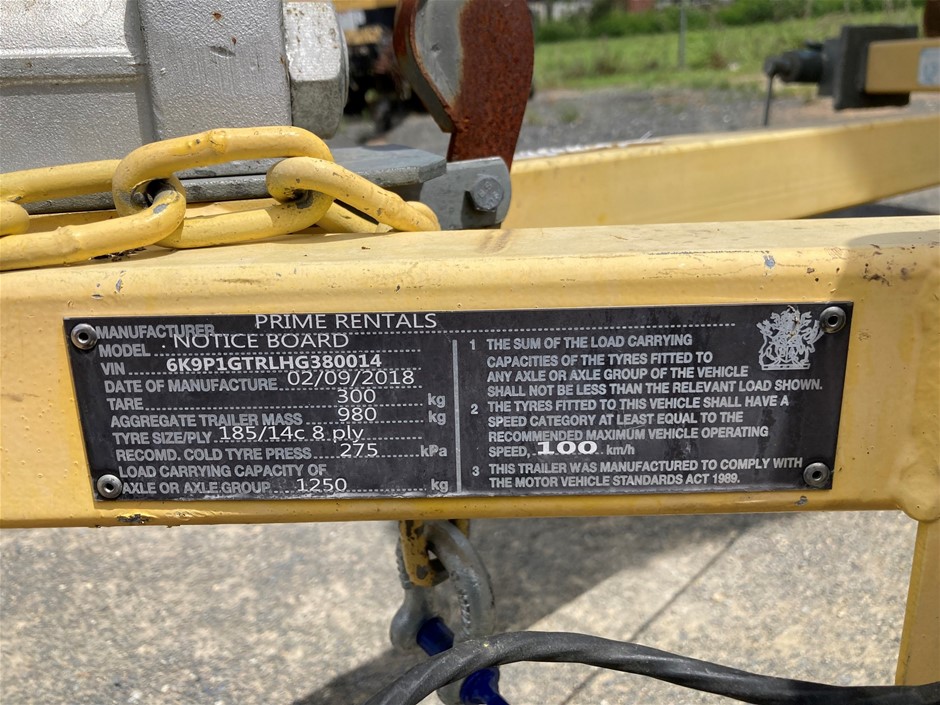 MANUFACTURER PRIME RENTALS
MODEL NOTICE BOARD
VIN 6K9P1GTRLHG380014
DATE OF MANUFACTURE 02/09/2018
TARE 300 kg
AGGREGATE TRAILER MASS 980 kg
TYRE SIZE/PLY 185/14c 8 ply
RECOMD. COLD TYRE PRESS 275 kPa
LOAD CARRYING CAPACITY OF
AXLE OR AXLE GROUP 1250 kg
1 THE SUM OF THE LOAD CARRYING
CAPACITIES OF THE TYRES FITTED TO
ANY AXLE OR AXLE GROUP OF THE VEHICLE
SHALL NOT BE LESS THAN THE RELEVANT LOAD SHOWN.
2 THE TYRES FITTED TO THIS VEHICLE SHALL HAVE A
SPEED CATEGORY AT LEAST EQUAL TO THE
RECOMMENDED MAXIMUM VEHICLE OPERATING
SPEED, 100 km/h
3 THIS TRAILER WAS MANUFACTURED TO COMPLY WITH
THE MOTOR VEHICLE STANDARDS ACT 1989.